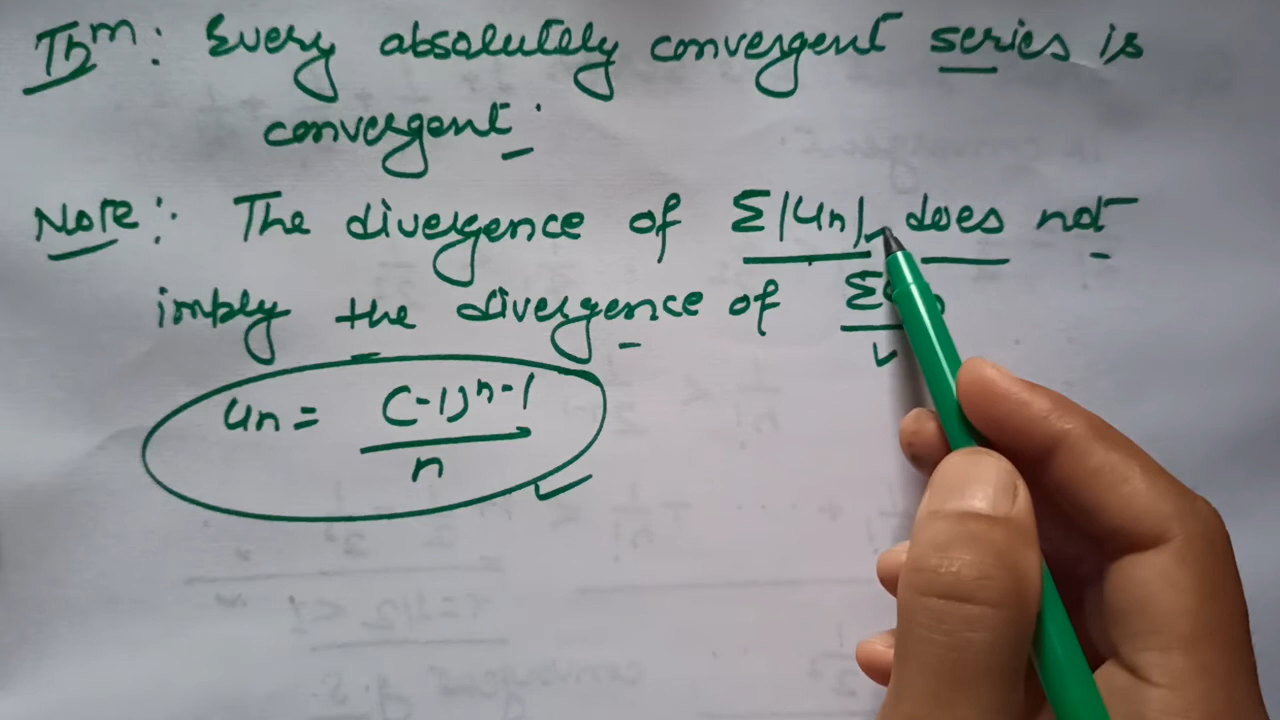 Thm: Every absolutely convergent series is
convergent.
Note: The divergence of Σ|un| does not
imply the divergence of Σ
un = (-1)^n-1 / n